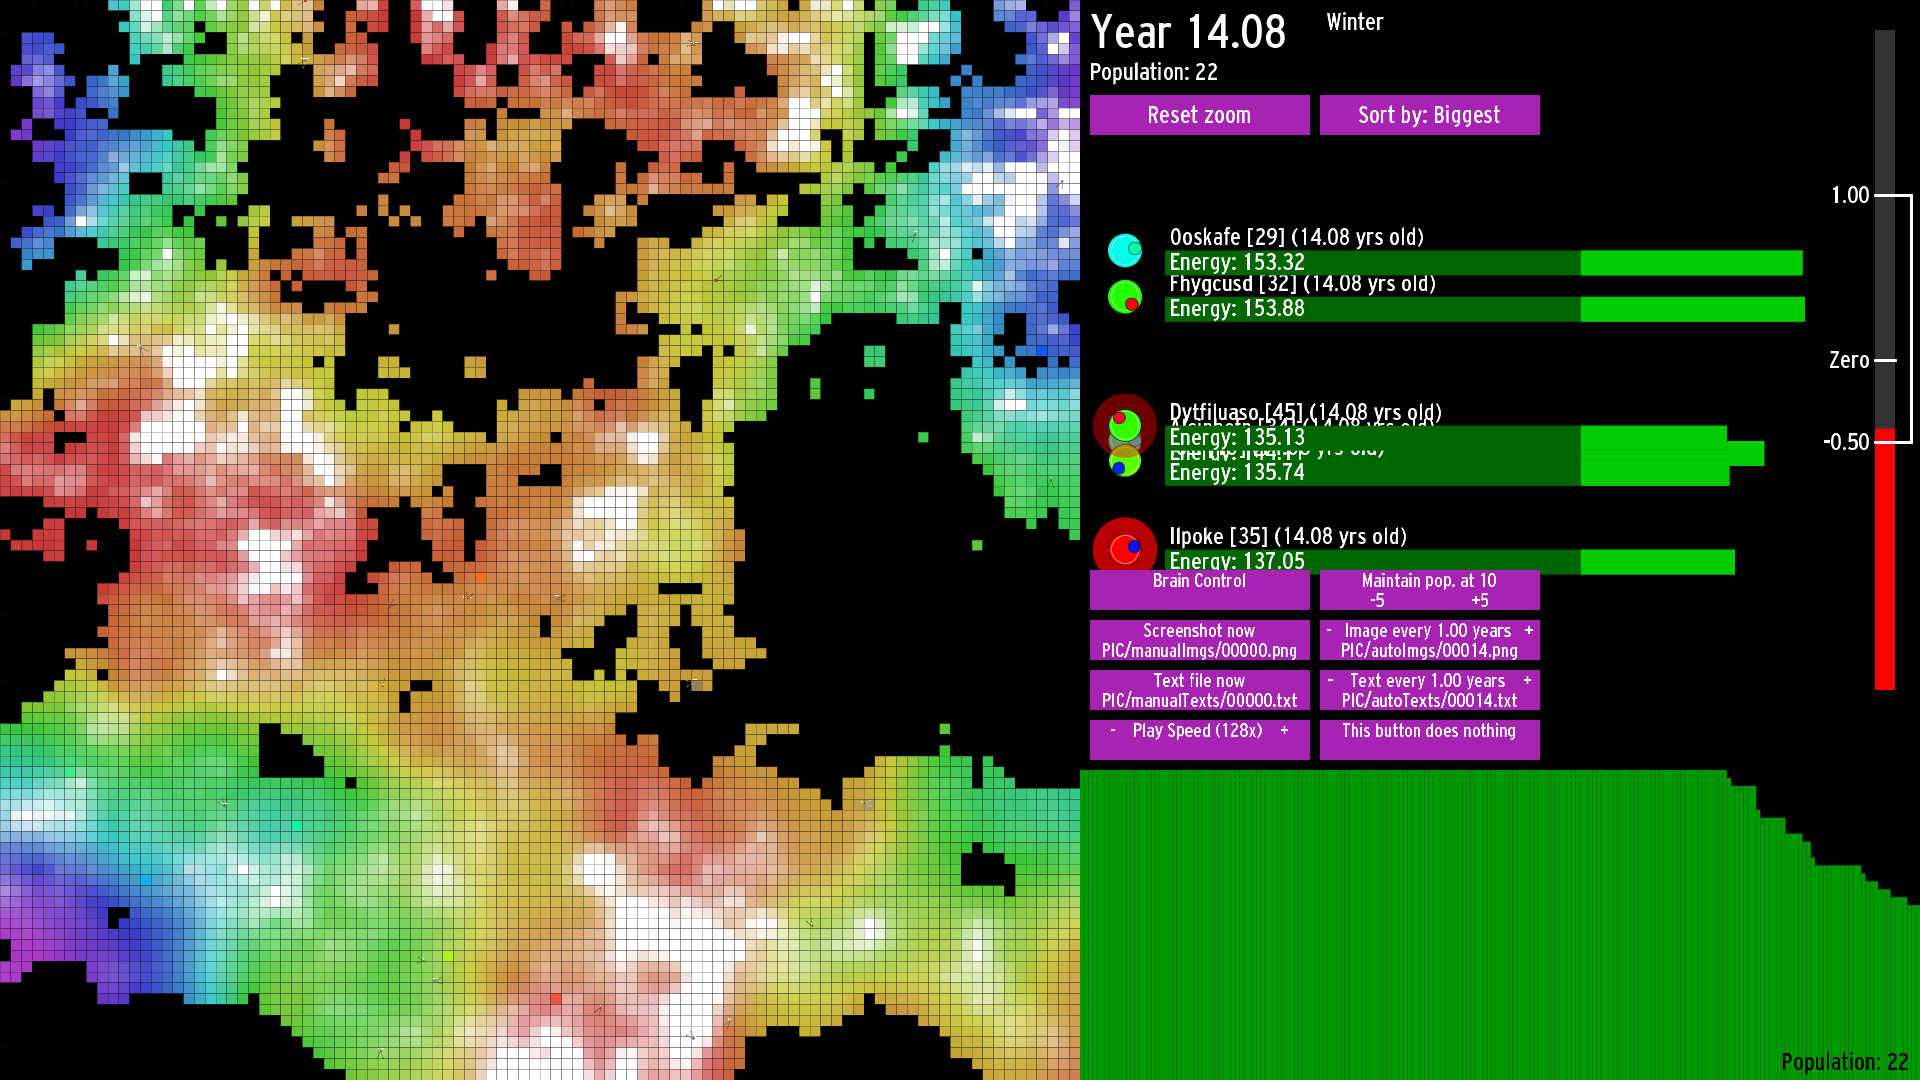 Year 14.08
Winter
Population: 22
Reset zoom
Sort by: Biggest
1.00
Ooskafe [29] (14.08 yrs old)
Energy: 153.32
Fhygcusd [32] (14.08 yrs old)
Energy: 153.88
Zero
Dytfiluaso [45] (14.08 yrs old)
Energy: 135.13
-0.50
Energy: 135.74
Ilpoke [35] (14.08 yrs old)
Energy: 137.05
Brain Control
Maintain pop. at 10
-5 +5
Screenshot now
PIC/manualImgs/00000.png
- Image every 1.00 years +
PIC/autoImgs/00014.png
Text file now
PIC/manualTexts/00000.txt
- Text every 1.00 years +
PIC/autoTexts/00014.txt
- Play Speed (128x) +
This button does nothing
Population: 22